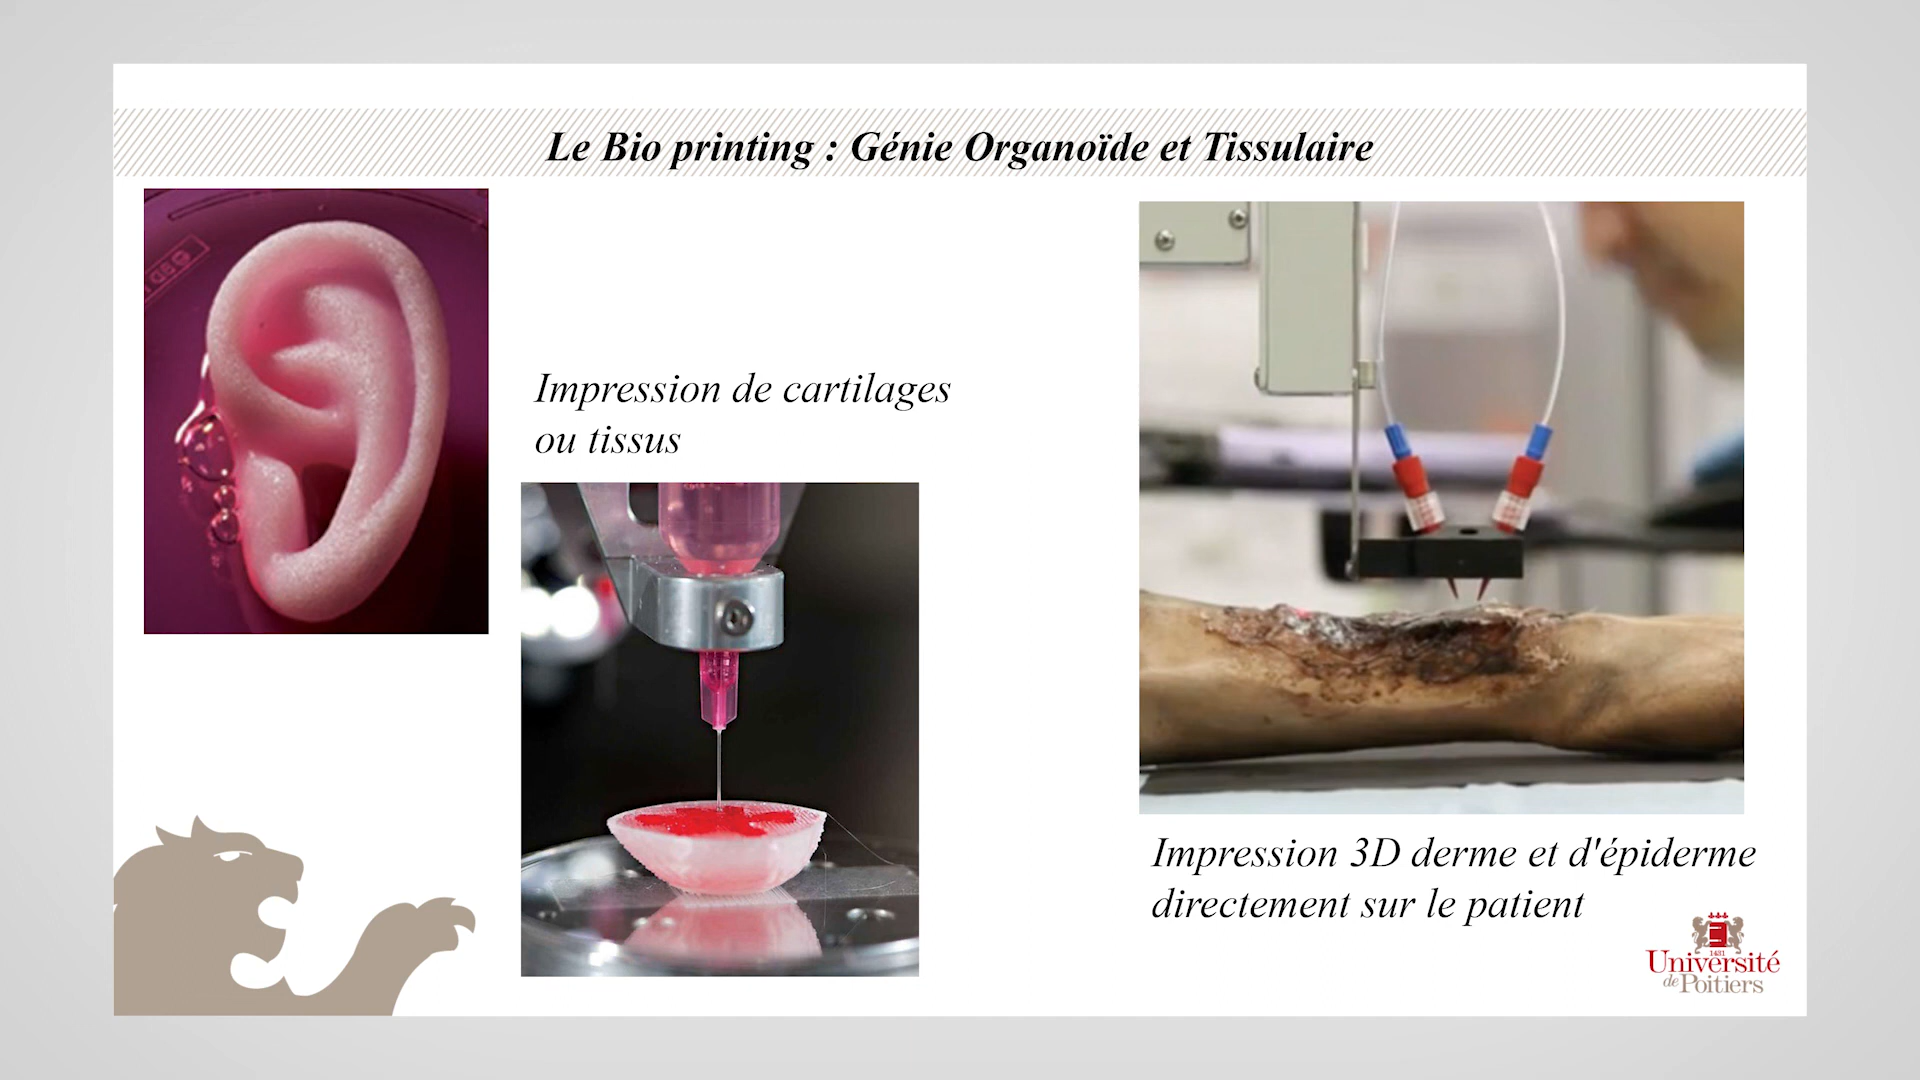 Le Bio printing : Génie Organoïde et Tissulaire
Impression de cartilages
ou tissus
Impression 3D derme et d'épiderme
directement sur le patient
1431
Université
de Poitiers